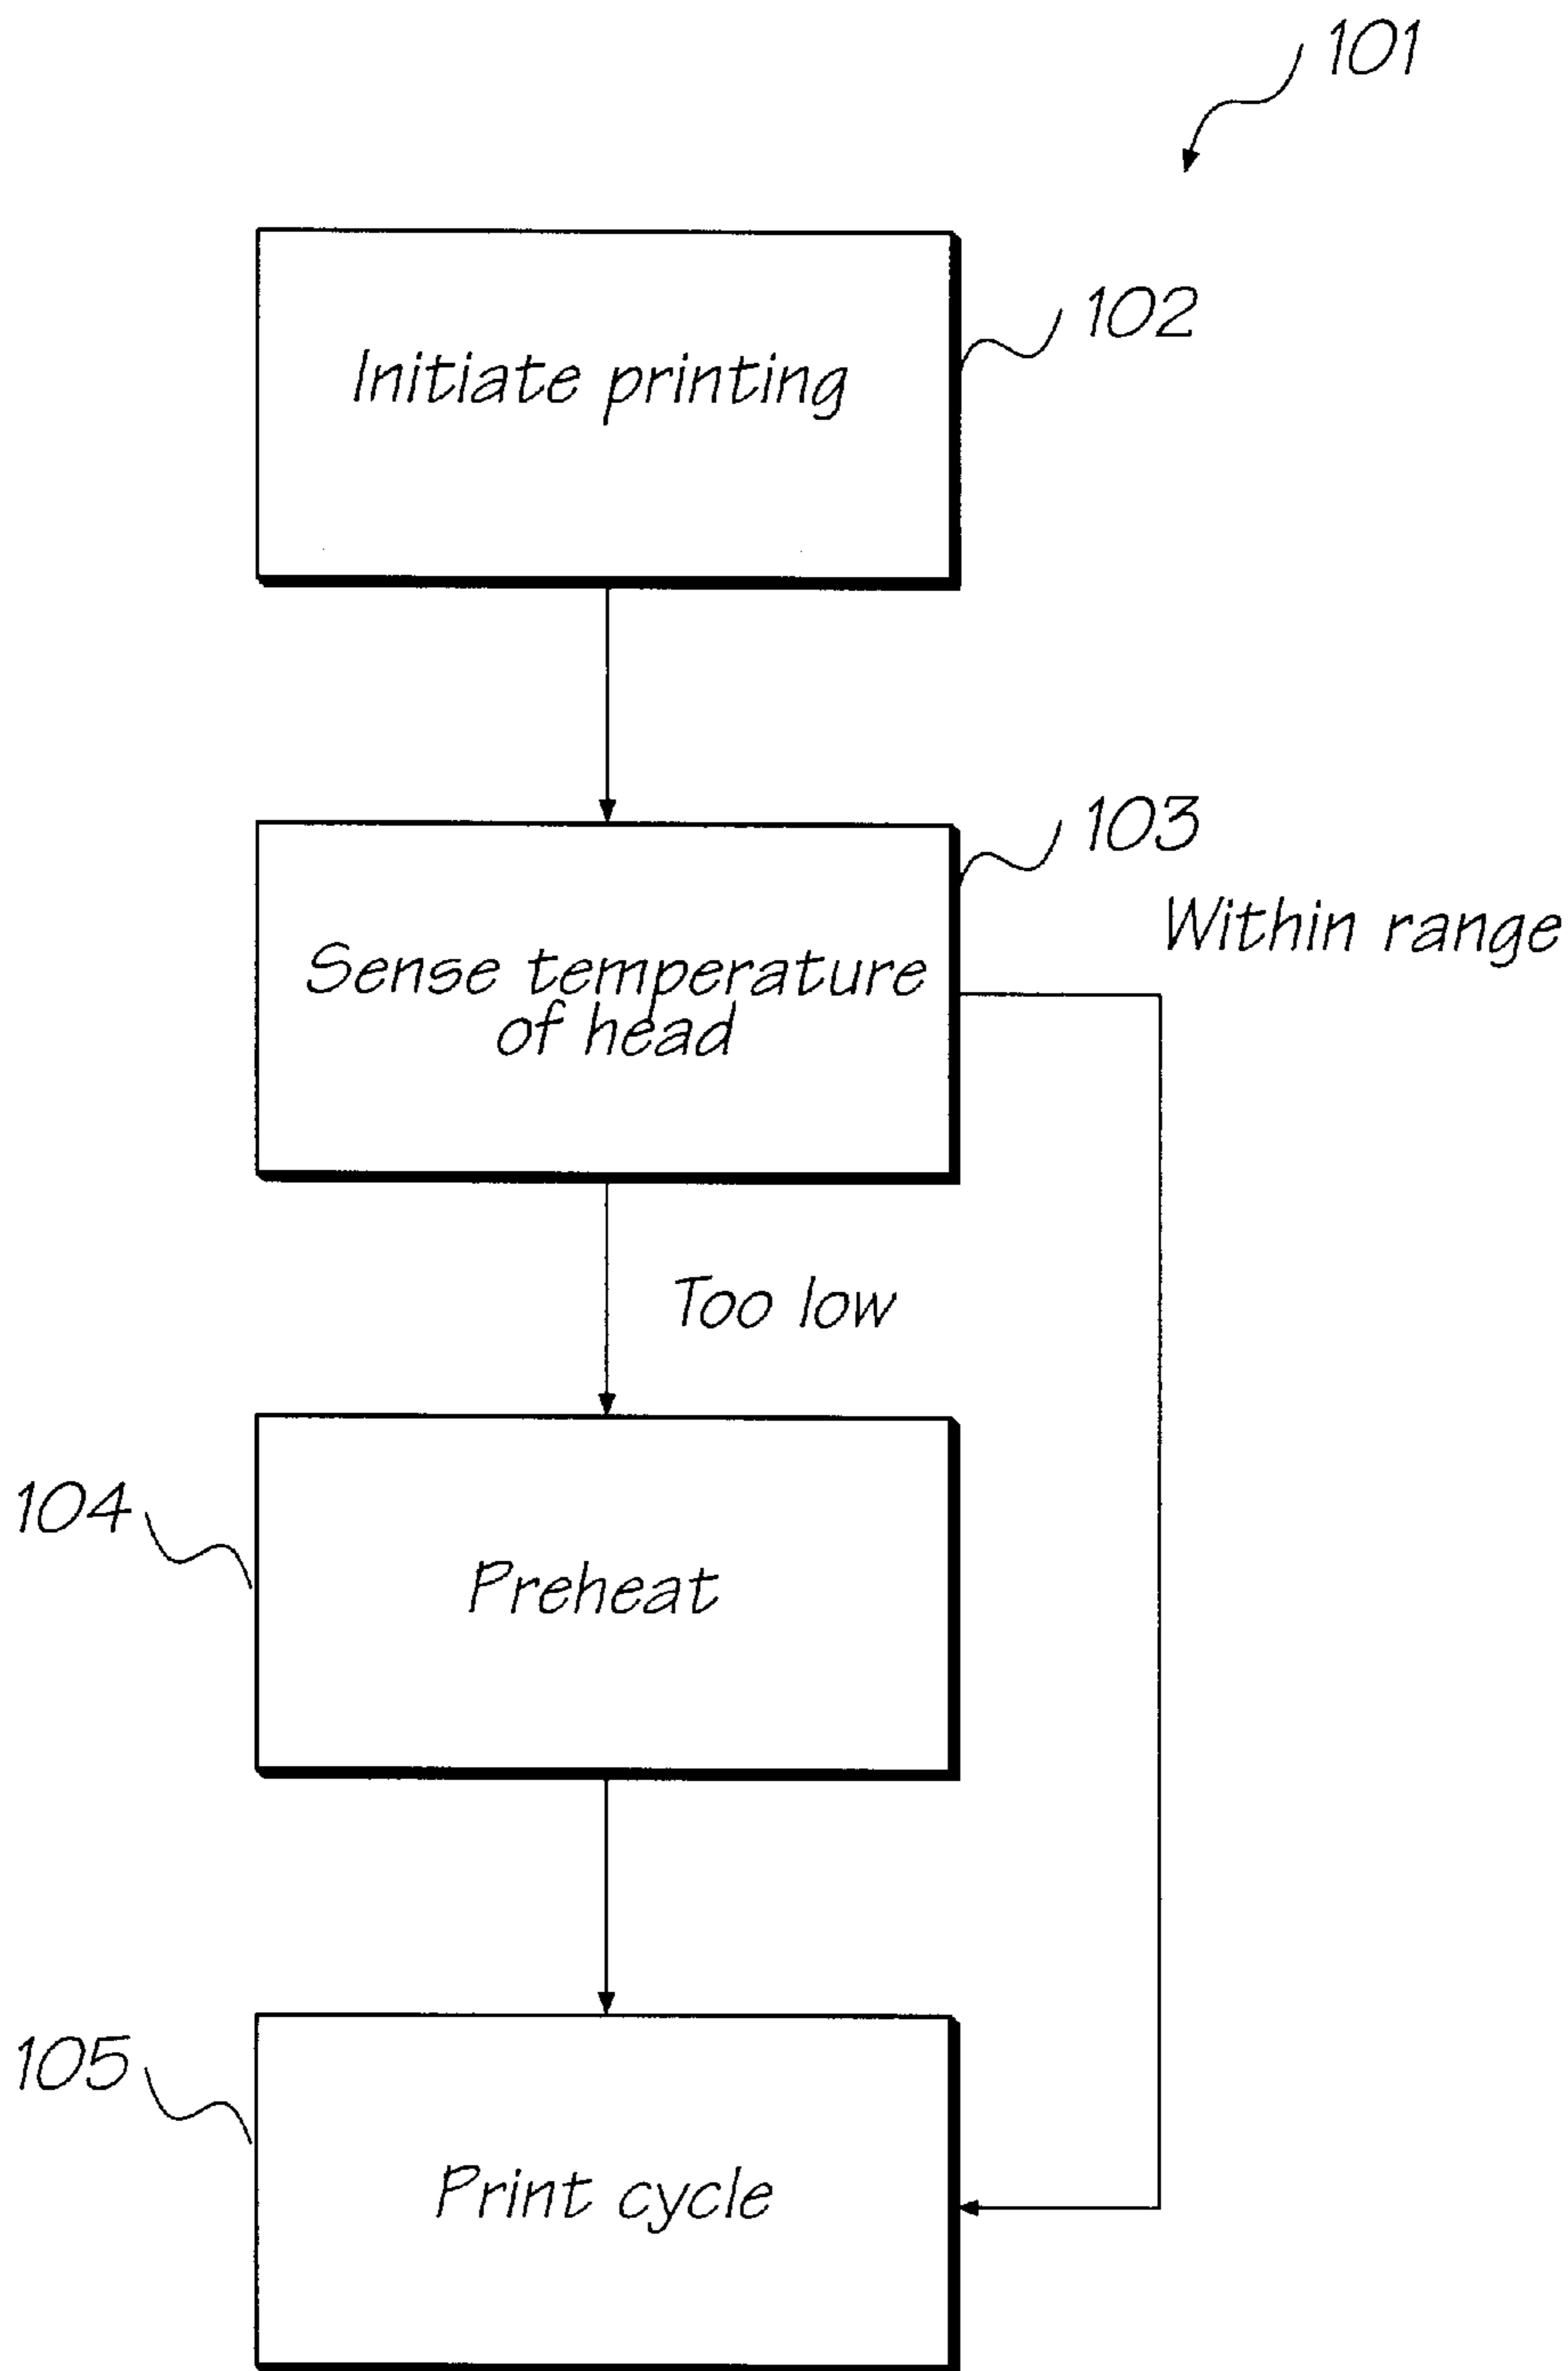 101
Initiate printing
102
103
Within range
Sense temperature
of head
Too low
104
Preheat
105
Print cycle